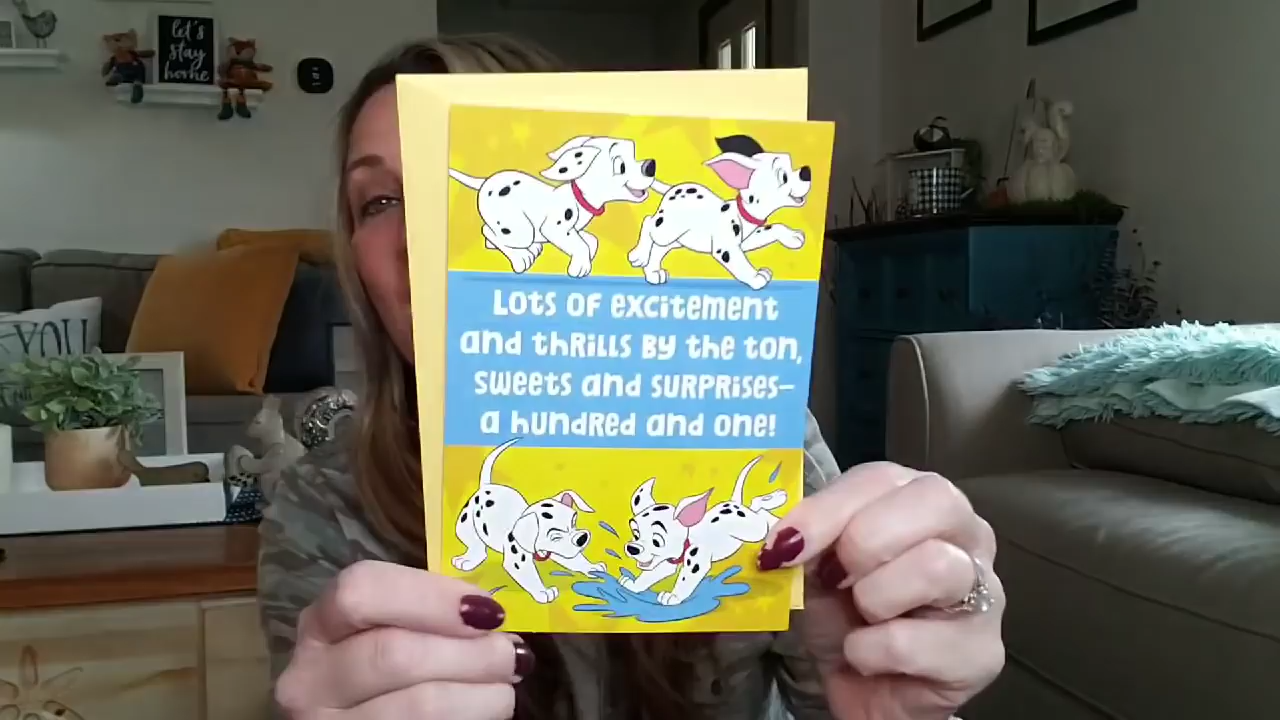 let's
stay
home
YOU
Lots of excitement
and thrills by the ton,
sweets and surprises–
a hundred and one!